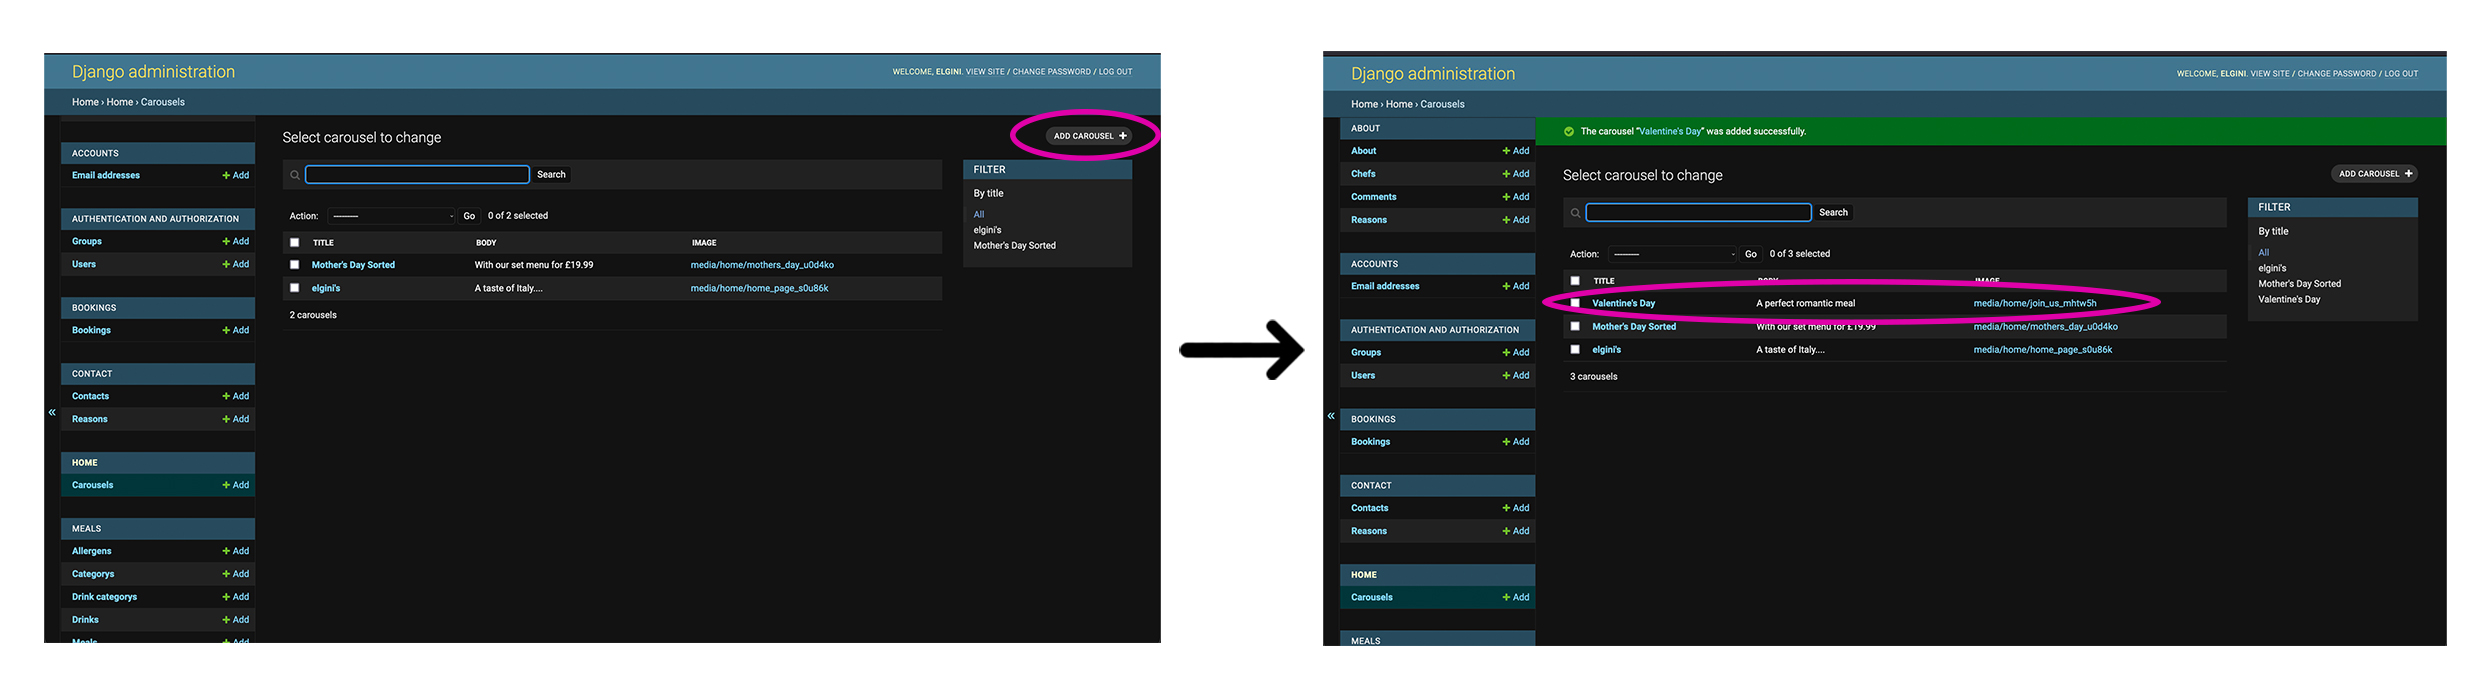 Django administration
WELCOME, ELGINI. VIEW SITE / CHANGE PASSWORD / LOG OUT
Home › Home › Carousels
ACCOUNTS
Email addresses + Add
AUTHENTICATION AND AUTHORIZATION
Groups + Add
Users + Add
BOOKINGS
Bookings + Add
CONTACT
Contacts + Add
Reasons + Add
«
HOME
Carousels + Add
MEALS
Allergens + Add
Categorys + Add
Drink categorys + Add
Drinks + Add
Meals + Add
Select carousel to change
ADD CAROUSEL +
Search
Action: --------- Go 0 of 2 selected
TITLE BODY IMAGE
Mother's Day Sorted With our set menu for £19.99 media/home/mothers_day_u0d4ko
elgini's A taste of Italy.... media/home/home_page_s0u86k
2 carousels
FILTER
By title
All
elgini's
Mother's Day Sorted
Django administration
WELCOME, ELGINI. VIEW SITE / CHANGE PASSWORD / LOG OUT
Home › Home › Carousels
ABOUT
About + Add
Chefs + Add
Comments + Add
Reasons + Add
ACCOUNTS
Email addresses + Add
AUTHENTICATION AND AUTHORIZATION
Groups + Add
Users + Add
«
BOOKINGS
Bookings + Add
CONTACT
Contacts + Add
Reasons + Add
HOME
Carousels + Add
MEALS
The carousel “Valentine's Day” was added successfully.
Select carousel to change
ADD CAROUSEL +
Search
Action: --------- Go 0 of 3 selected
TITLE BODY IMAGE
Valentine's Day A perfect romantic meal media/home/join_us_mhtw5h
Mother's Day Sorted With our set menu for £19.99 media/home/mothers_day_u0d4ko
elgini's A taste of Italy.... media/home/home_page_s0u86k
3 carousels
FILTER
By title
All
elgini's
Mother's Day Sorted
Valentine's Day